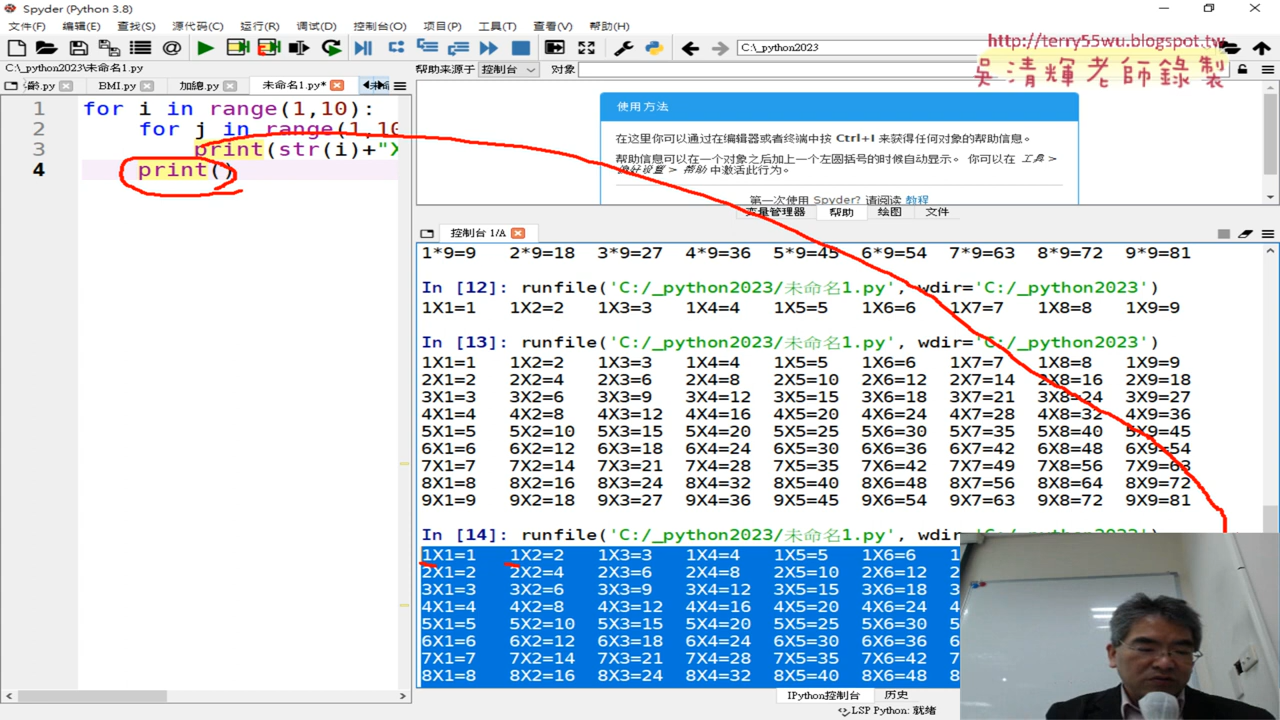 Spyder (Python 3.8)
文件(F) 编辑(E) 查找(S) 源代码(C) 运行(R) 调试(D) 控制台(O) 项目(P) 工具(T) 查看(V) 帮助(H)
C:\_python2023
http://terry55wu.blogspot.tw
吳清輝老師錄製
C:\_python2023\未命名1.py
帮助来源于 控制台 对象
龄.py BMI.py 加總.py 未命名1.py*
1 for i in range(1,10):
2 for j in range(1,10
3 print(str(i)+"X
4 print()
使用方法
在这里你可以通过在编辑器或者终端中按 Ctrl+I 来获得任何对象的帮助信息。
帮助信息可以在一个对象之后加上一个左圆括号的时候自动显示。 你可以在 工具 >
偏好设置 > 帮助 中激活此行为。
第一次使用 Spyder? 请阅读 教程
变量管理器 帮助 绘图 文件
控制台 1/A
1*9=9 2*9=18 3*9=27 4*9=36 5*9=45 6*9=54 7*9=63 8*9=72 9*9=81
In [12]: runfile('C:/_python2023/未命名1.py', wdir='C:/_python2023')
1X1=1 1X2=2 1X3=3 1X4=4 1X5=5 1X6=6 1X7=7 1X8=8 1X9=9
In [13]: runfile('C:/_python2023/未命名1.py', wdir='C:/_python2023')
1X1=1 1X2=2 1X3=3 1X4=4 1X5=5 1X6=6 1X7=7 1X8=8 1X9=9
2X1=2 2X2=4 2X3=6 2X4=8 2X5=10 2X6=12 2X7=14 2X8=16 2X9=18
3X1=3 3X2=6 3X3=9 3X4=12 3X5=15 3X6=18 3X7=21 3X8=24 3X9=27
4X1=4 4X2=8 4X3=12 4X4=16 4X5=20 4X6=24 4X7=28 4X8=32 4X9=36
5X1=5 5X2=10 5X3=15 5X4=20 5X5=25 5X6=30 5X7=35 5X8=40 5X9=45
6X1=6 6X2=12 6X3=18 6X4=24 6X5=30 6X6=36 6X7=42 6X8=48 6X9=54
7X1=7 7X2=14 7X3=21 7X4=28 7X5=35 7X6=42 7X7=49 7X8=56 7X9=63
8X1=8 8X2=16 8X3=24 8X4=32 8X5=40 8X6=48 8X7=56 8X8=64 8X9=72
9X1=9 9X2=18 9X3=27 9X4=36 9X5=45 9X6=54 9X7=63 9X8=72 9X9=81
In [14]: runfile('C:/_python2023/未命名1.py', wdir='C:/_python2023')
1X1=1 1X2=2 1X3=3 1X4=4 1X5=5 1X6=6 1
2X1=2 2X2=4 2X3=6 2X4=8 2X5=10 2X6=12 2
3X1=3 3X2=6 3X3=9 3X4=12 3X5=15 3X6=18 3
4X1=4 4X2=8 4X3=12 4X4=16 4X5=20 4X6=24 4
5X1=5 5X2=10 5X3=15 5X4=20 5X5=25 5X6=30 5
6X1=6 6X2=12 6X3=18 6X4=24 6X5=30 6X6=36 6
7X1=7 7X2=14 7X3=21 7X4=28 7X5=35 7X6=42 7
8X1=8 8X2=16 8X3=24 8X4=32 8X5=40 8X6=48 8
IPython控制台 历史
LSP Python: 就绪